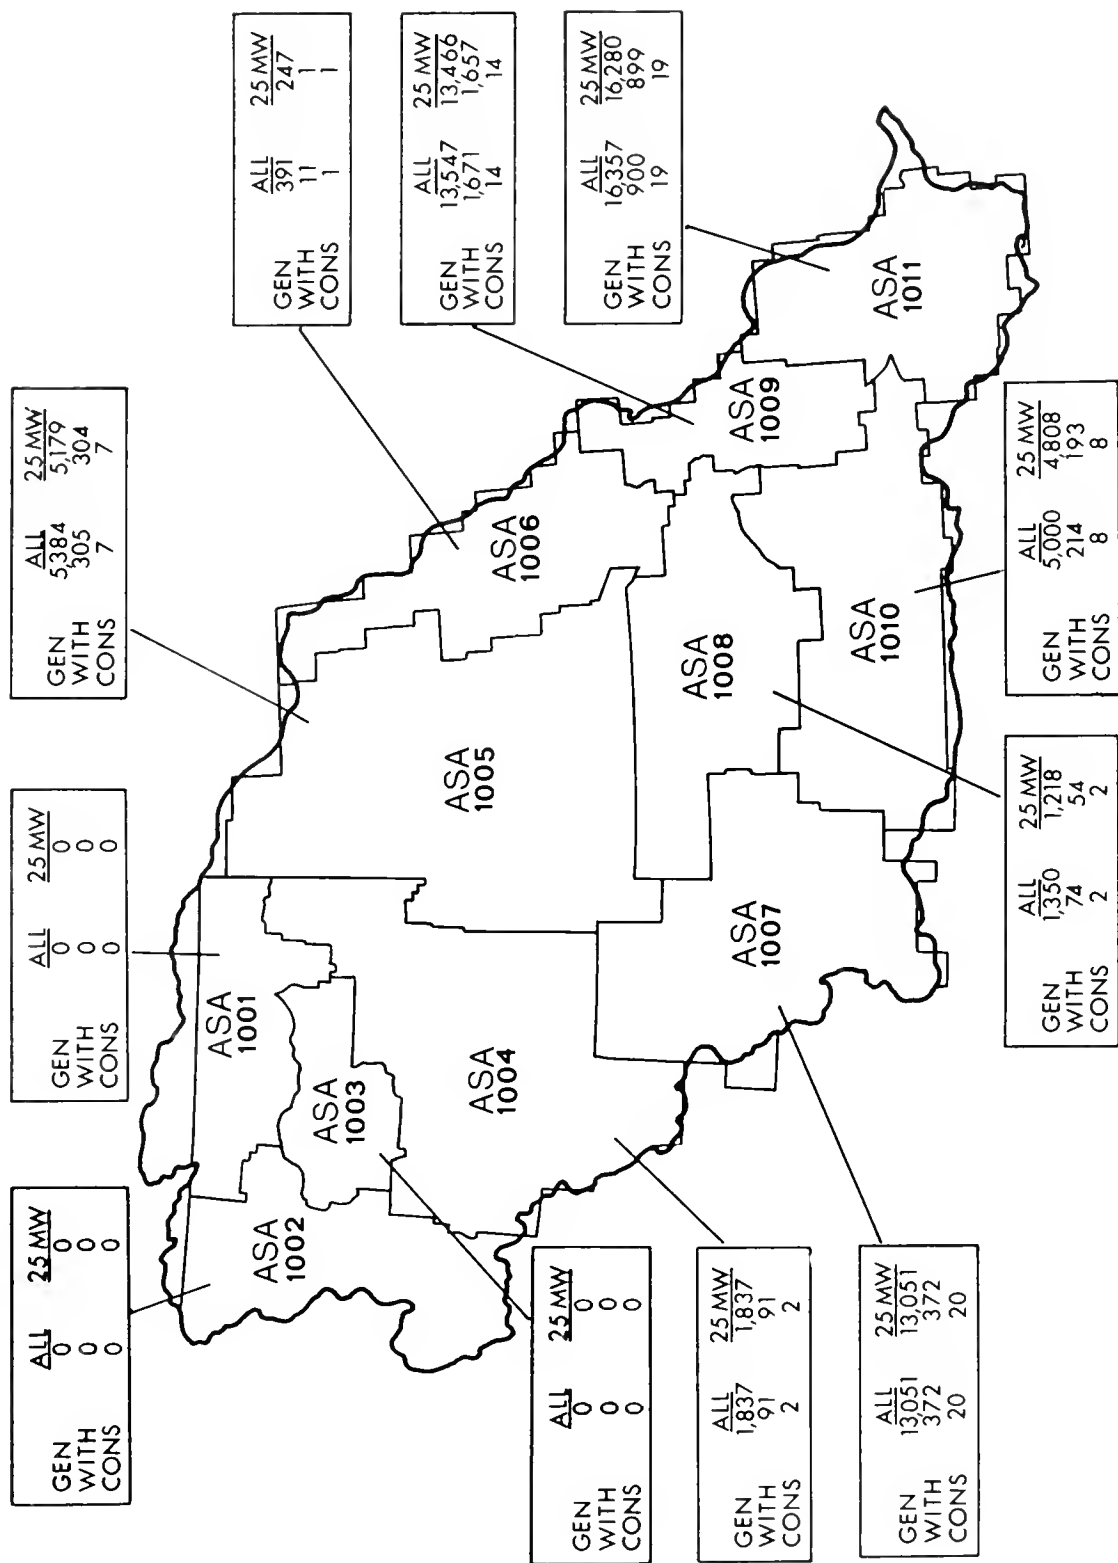 ALL 25 MW
GEN 0 0
WITH 0 0
CONS 0 0
ALL 25 MW
GEN 0 0
WITH 0 0
CONS 0 0
ALL 25 MW
GEN 5,384 5,179
WITH 305 304
CONS 7 7
ALL 25 MW
GEN 391 247
WITH 11 1
CONS 1 1
ALL 25 MW
GEN 13,547 13,466
WITH 1,671 1,657
CONS 14 14
ALL 25 MW
GEN 16,357 16,280
WITH 900 899
CONS 19 19
ASA
1002
ASA
1001
ASA
1003
ASA
1004
ASA
1005
ASA
1006
ASA
1007
ASA
1008
ASA
1009
ASA
1010
ASA
1011
ALL 25 MW
GEN 0 0
WITH 0 0
CONS 0 0
ALL 25 MW
GEN 1,837 1,837
WITH 91 91
CONS 2 2
ALL 25 MW
GEN 13,051 13,051
WITH 372 372
CONS 20 20
ALL 25 MW
GEN 1,350 1,218
WITH 74 54
CONS 2 2
ALL 25 MW
GEN 5,000 4,808
WITH 214 193
CONS 8 8